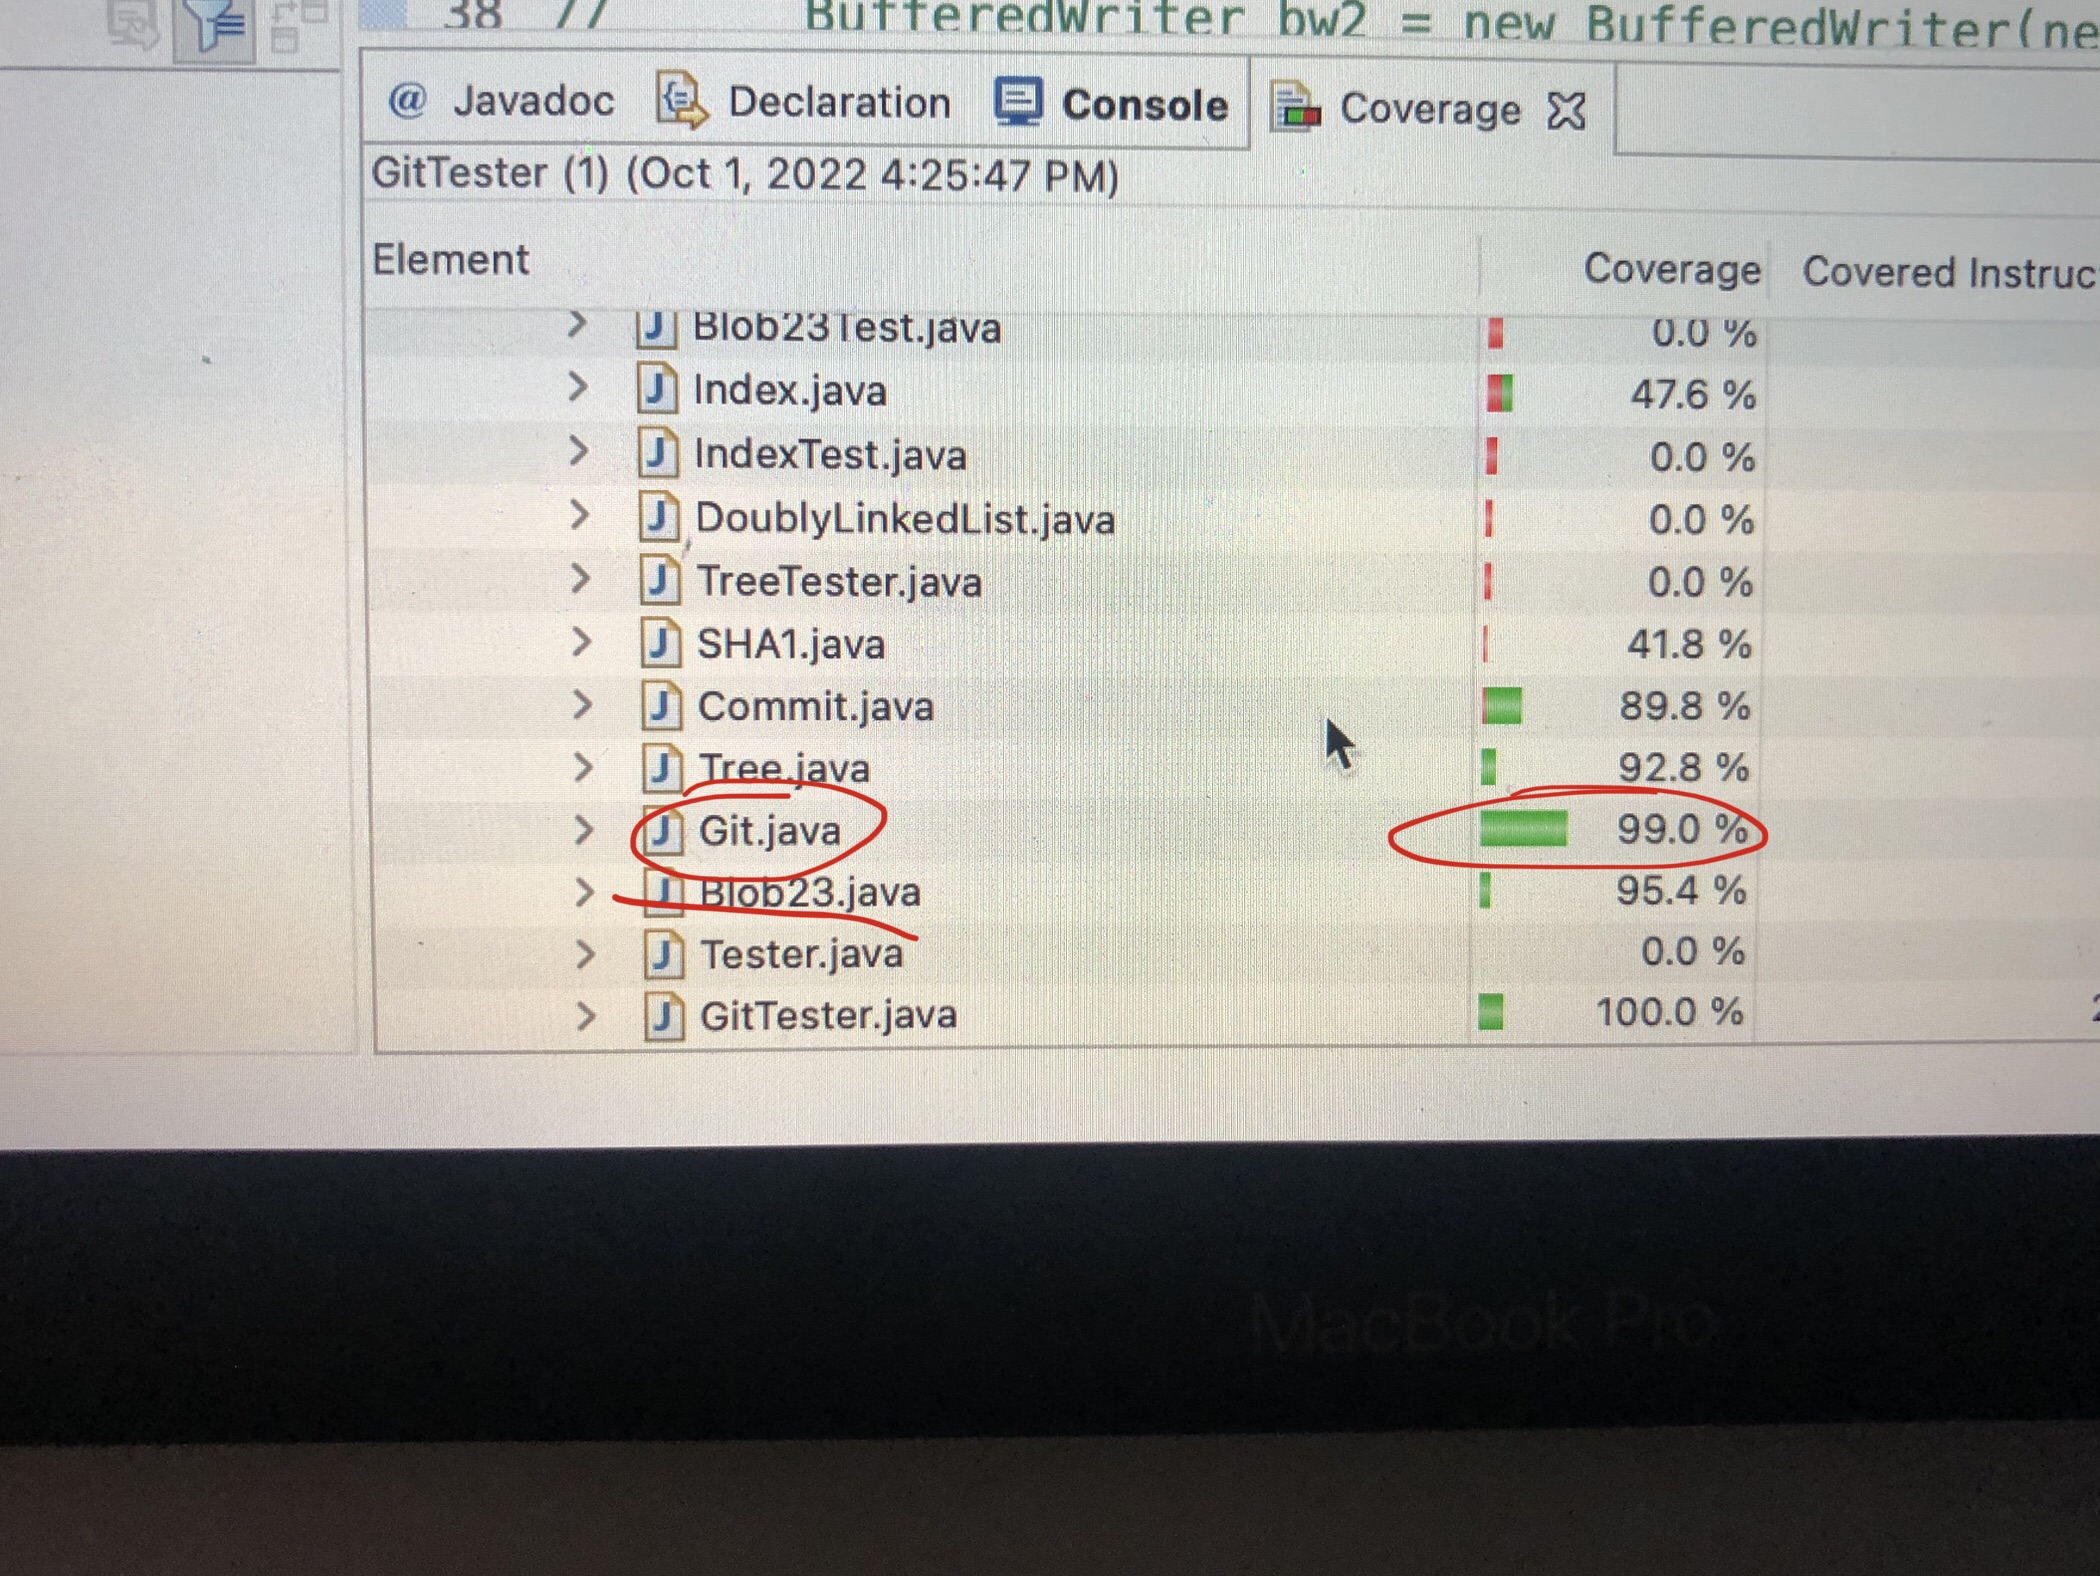 38 // BufferedWriter bw2 = new BufferedWriter(ne
@ Javadoc Declaration Console Coverage
GitTester (1) (Oct 1, 2022 4:25:47 PM)
Element Coverage Covered Instruc
Blob23Test.java 0.0 %
Index.java 47.6 %
IndexTest.java 0.0 %
DoublyLinkedList.java 0.0 %
TreeTester.java 0.0 %
SHA1.java 41.8 %
Commit.java 89.8 %
Tree.java 92.8 %
Git.java 99.0 %
Blob23.java 95.4 %
Tester.java 0.0 %
GitTester.java 100.0 %
MacBook Pro